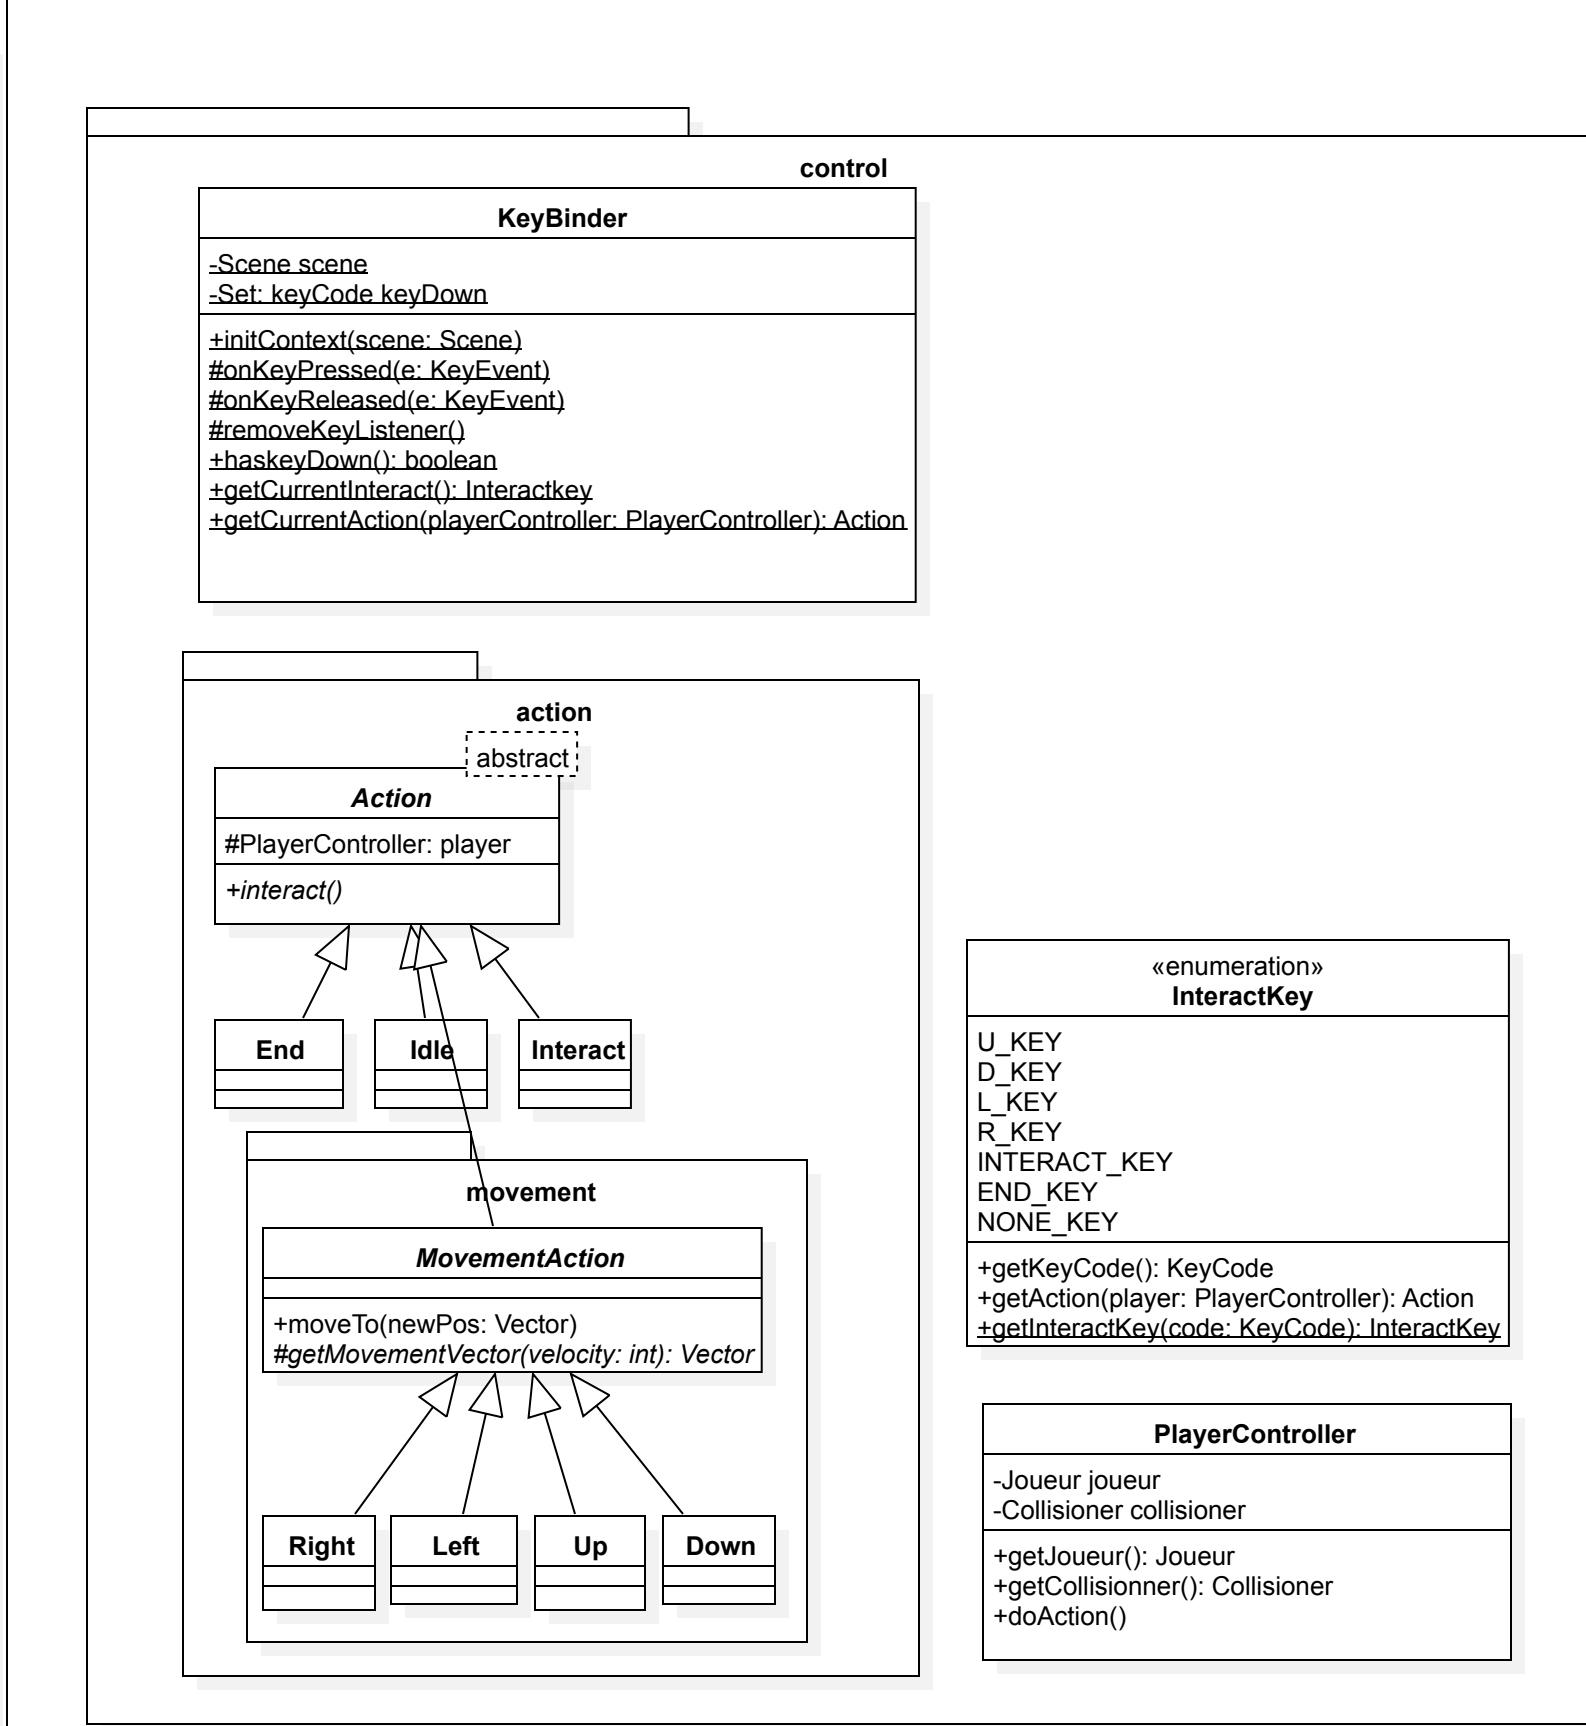 control
KeyBinder
-Scene scene
-Set: keyCode keyDown
+initContext(scene: Scene)
#onKeyPressed(e: KeyEvent)
#onKeyReleased(e: KeyEvent)
#removeKeyListener()
+haskeyDown(): boolean
+getCurrentInteract(): Interactkey
+getCurrentAction(playerController: PlayerController): Action
action
abstract
Action
#PlayerController: player
+interact()
End
Idle
Interact
movement
MovementAction
+moveTo(newPos: Vector)
#getMovementVector(velocity: int): Vector
Right
Left
Up
Down
«enumeration»
InteractKey
U_KEY
D_KEY
L_KEY
R_KEY
INTERACT_KEY
END_KEY
NONE_KEY
+getKeyCode(): KeyCode
+getAction(player: PlayerController): Action
+getInteractKey(code: KeyCode): InteractKey
PlayerController
-Joueur joueur
-Collisioner collisioner
+getJoueur(): Joueur
+getCollisionner(): Collisioner
+doAction()